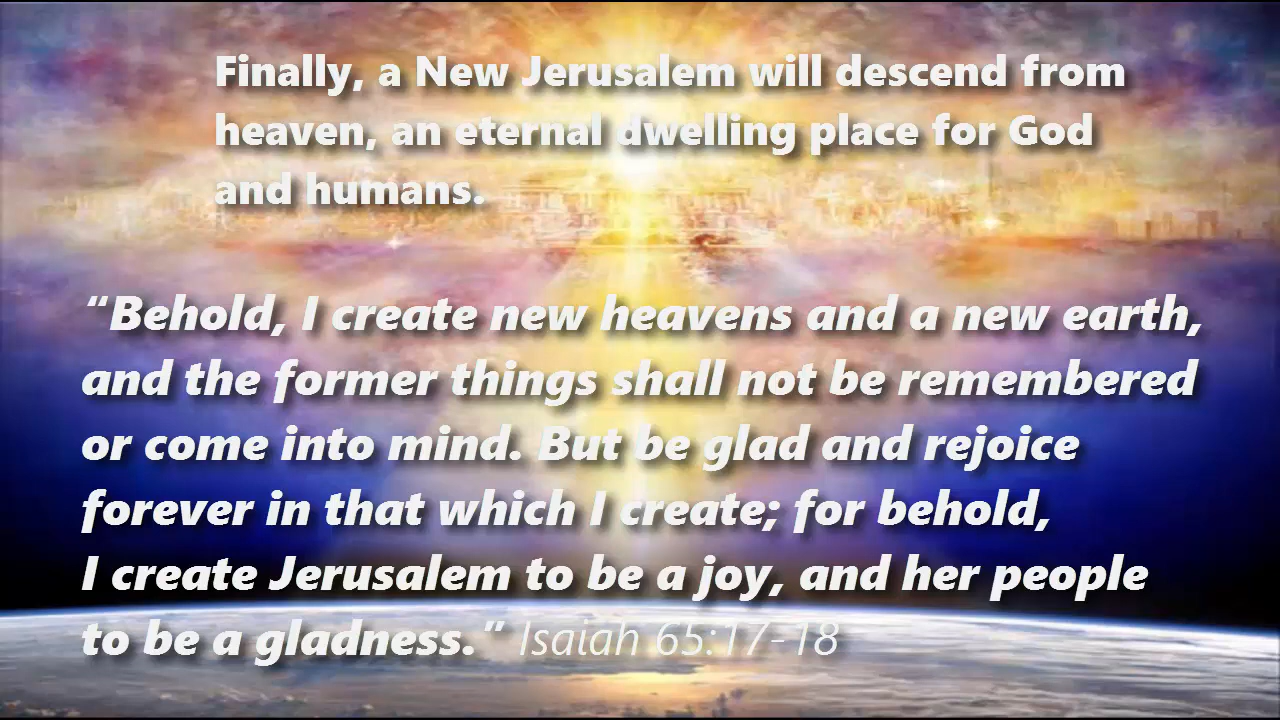 Finally, a New Jerusalem will descend from
heaven, an eternal dwelling place for God
and humans.
“Behold, I create new heavens and a new earth,
and the former things shall not be remembered
or come into mind. But be glad and rejoice
forever in that which I create; for behold,
I create Jerusalem to be a joy, and her people
to be a gladness.” Isaiah 65:17-18